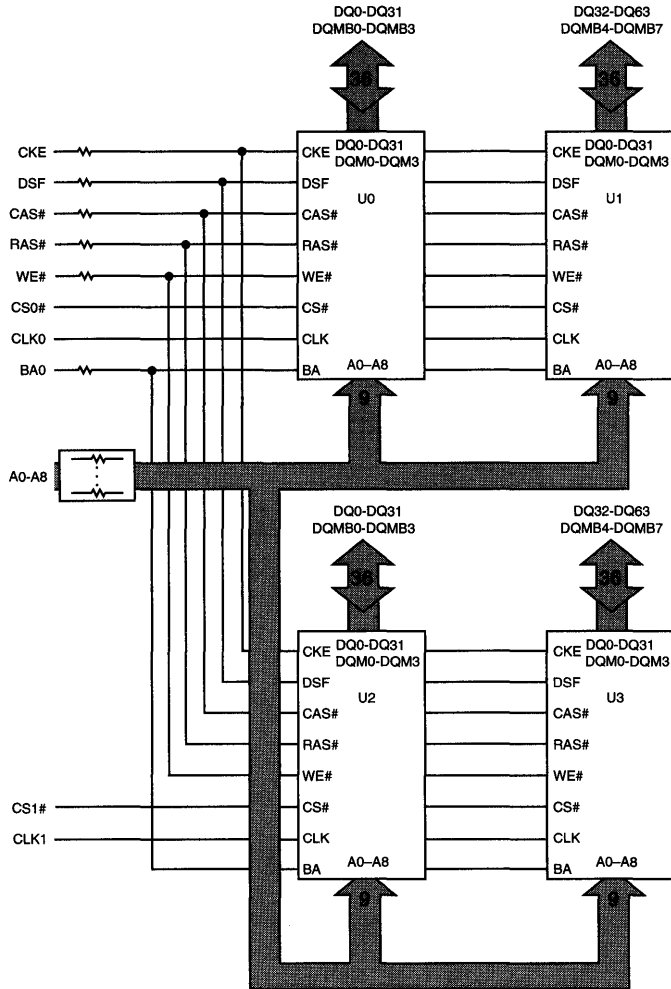 DQ0-DQ31 DQ32-DQ63
DQMB0-DQMB3 DQMB4-DQMB7
36 36
DQ0-DQ31 DQ0-DQ31
CKE CKE DQM0-DQM3 CKE DQM0-DQM3
DSF DSF DSF
U0 U1
CAS# CAS# CAS#
RAS# RAS# RAS#
WE# WE# WE#
CS0# CS# CS#
CLK0 CLK CLK
BA0 BA A0–A8 BA A0–A8
9 9
A0-A8
DQ0-DQ31 DQ32-DQ63
DQMB0-DQMB3 DQMB4-DQMB7
36 36
DQ0-DQ31 DQ0-DQ31
CKE DQM0-DQM3 CKE DQM0-DQM3
DSF DSF
U2 U3
CAS# CAS#
RAS# RAS#
WE# WE#
CS1# CS# CS#
CLK1 CLK CLK
BA A0–A8 BA A0–A8
9 9